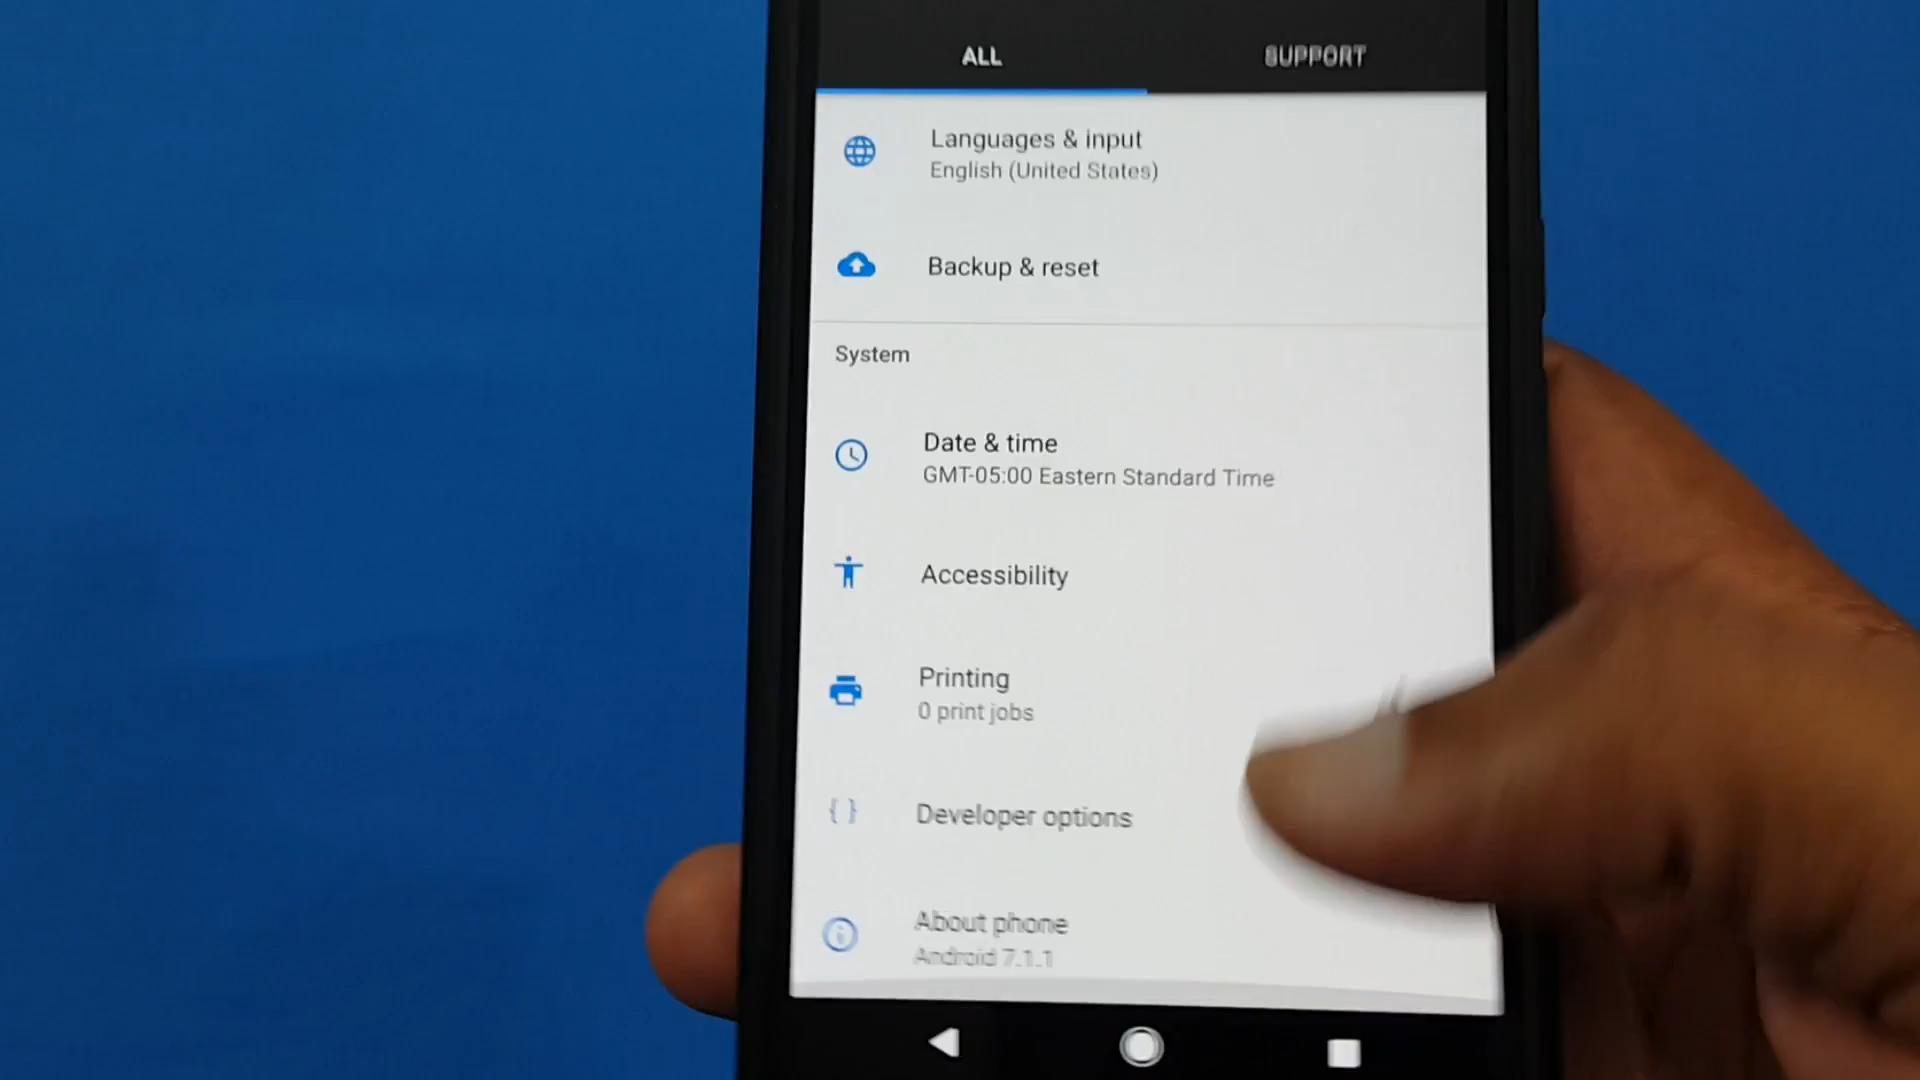 ALL
SUPPORT
Languages & input
English (United States)
Backup & reset
System
Date & time
GMT-05:00 Eastern Standard Time
Accessibility
Printing
0 print jobs
Developer options
About phone
Android 7.1.1